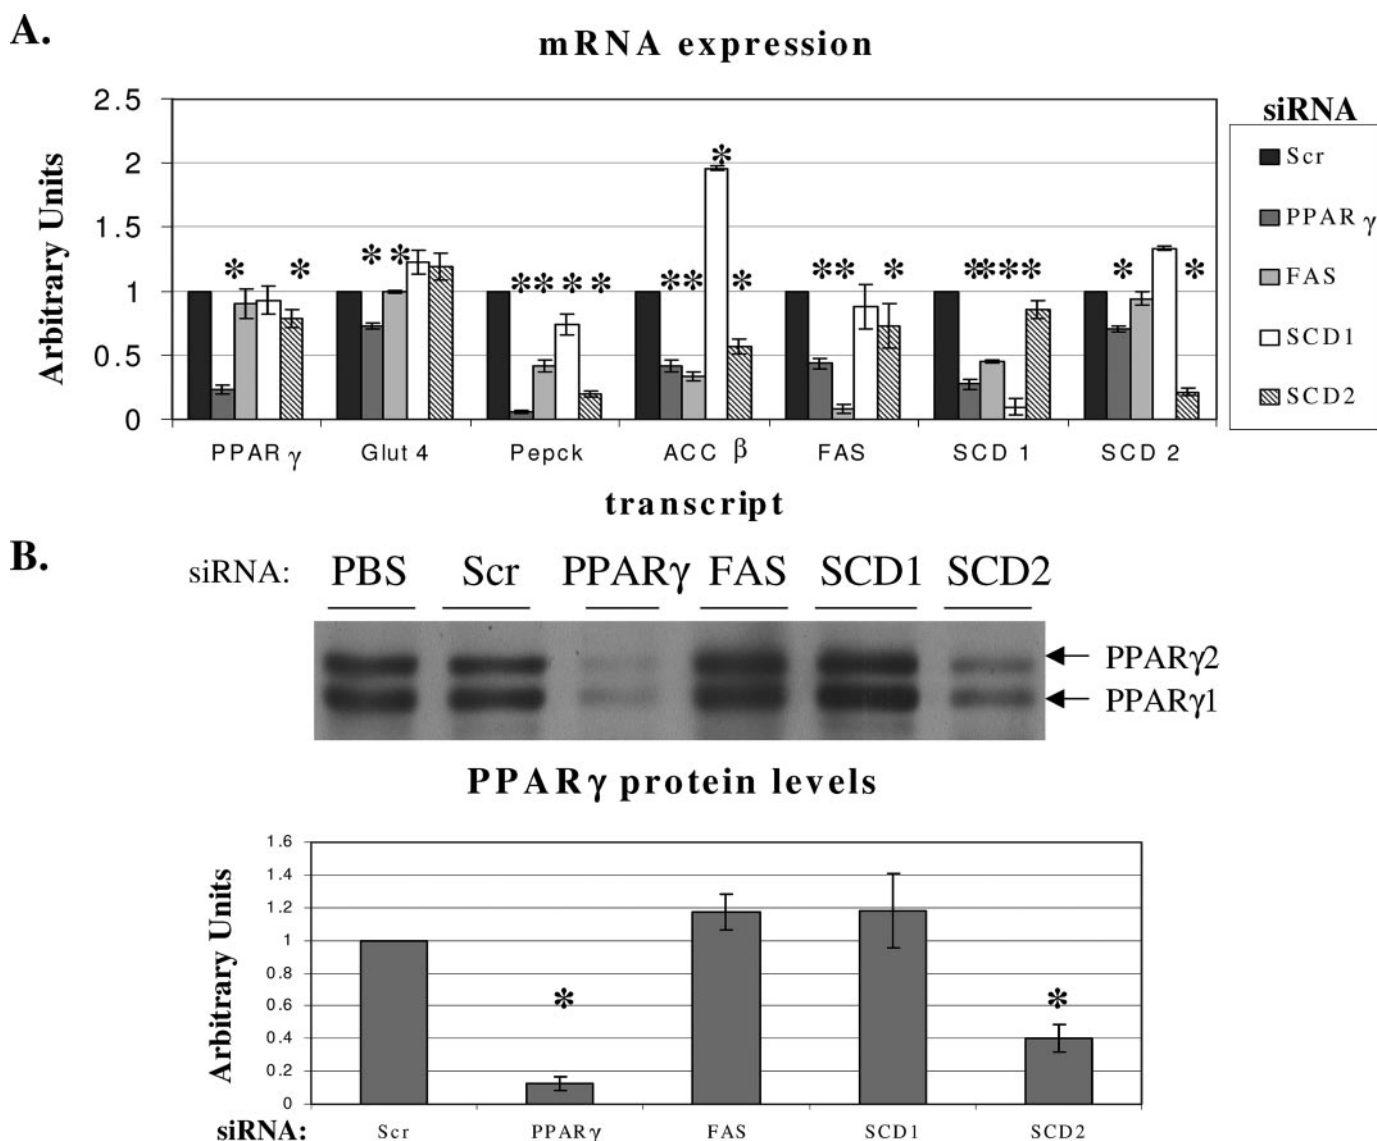 A.
mRNA expression
2.5
2
1.5
1
0.5
0
Arbitrary Units
* * * * * * * * * * * * * * * * * * * * *
PPAR γ Glut 4 Pepck ACC β FAS SCD 1 SCD 2
transcript
siRNA
Scr
PPAR γ
FAS
SCD1
SCD2
B.
siRNA: PBS Scr PPARγ FAS SCD1 SCD2
PPARγ2
PPARγ1
PPARγ protein levels
1.6
1.4
1.2
1
0.8
0.6
0.4
0.2
0
Arbitrary Units
* *
siRNA: Scr PPARγ FAS SCD1 SCD2